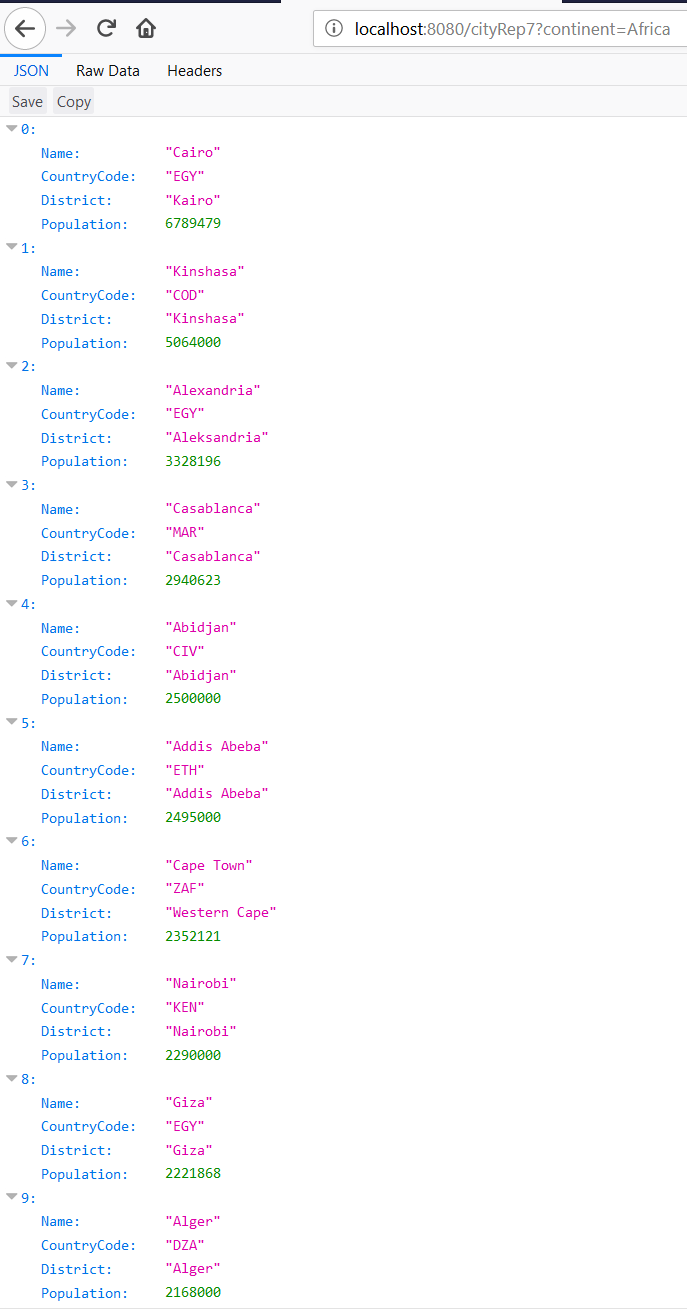 localhost:8080/cityRep7?continent=Africa
JSON Raw Data Headers
Save Copy
0:
Name: "Cairo"
CountryCode: "EGY"
District: "Kairo"
Population: 6789479
1:
Name: "Kinshasa"
CountryCode: "COD"
District: "Kinshasa"
Population: 5064000
2:
Name: "Alexandria"
CountryCode: "EGY"
District: "Aleksandria"
Population: 3328196
3:
Name: "Casablanca"
CountryCode: "MAR"
District: "Casablanca"
Population: 2940623
4:
Name: "Abidjan"
CountryCode: "CIV"
District: "Abidjan"
Population: 2500000
5:
Name: "Addis Abeba"
CountryCode: "ETH"
District: "Addis Abeba"
Population: 2495000
6:
Name: "Cape Town"
CountryCode: "ZAF"
District: "Western Cape"
Population: 2352121
7:
Name: "Nairobi"
CountryCode: "KEN"
District: "Nairobi"
Population: 2290000
8:
Name: "Giza"
CountryCode: "EGY"
District: "Giza"
Population: 2221868
9:
Name: "Alger"
CountryCode: "DZA"
District: "Alger"
Population: 2168000